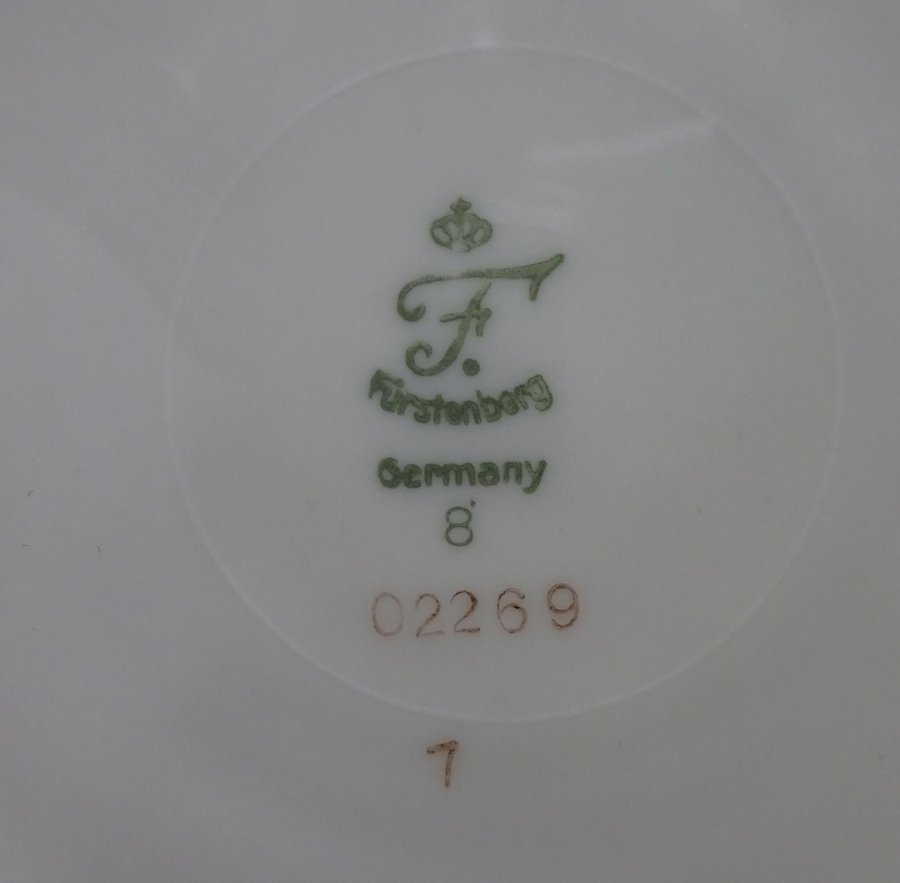 F.
Fürstenberg
Germany
8
02269
7